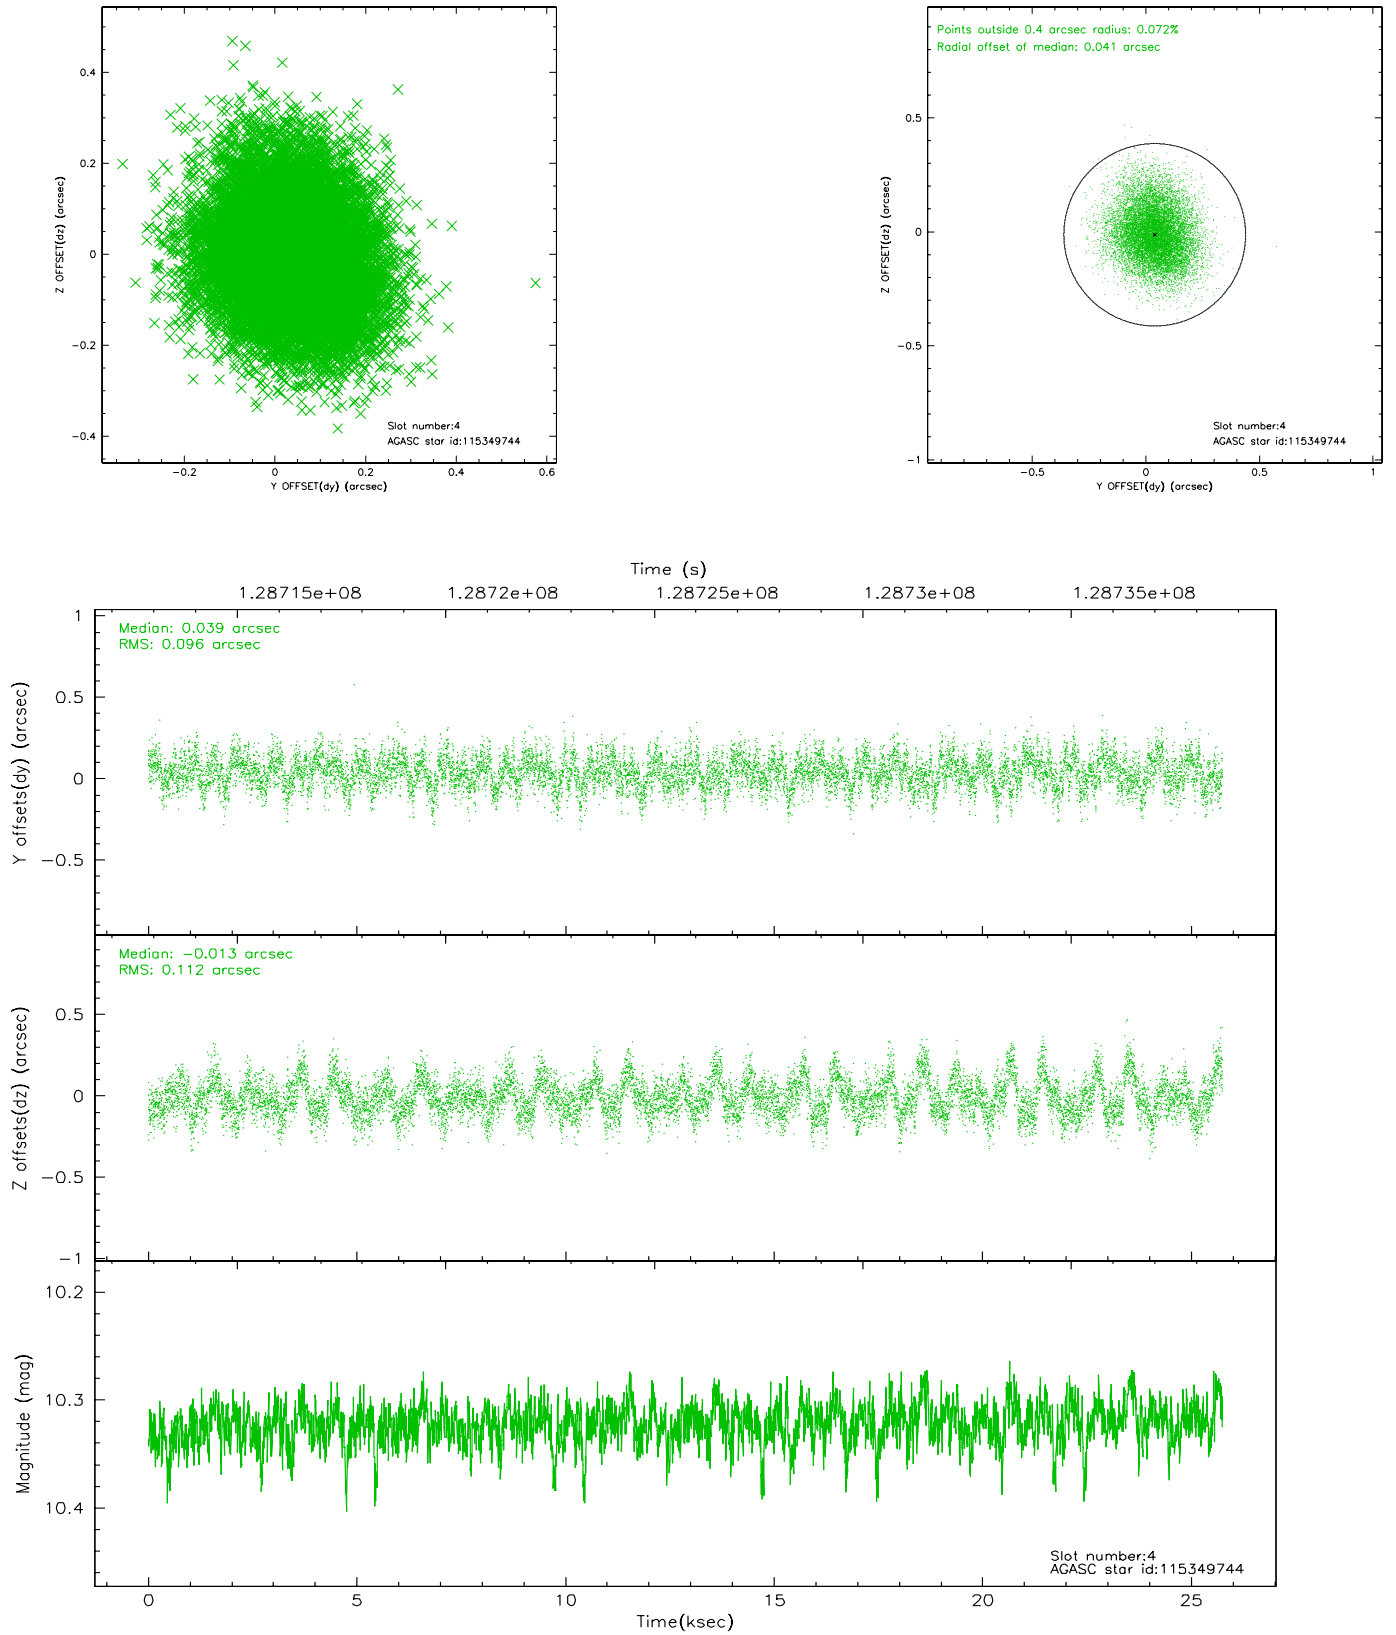 0.4
0.2
0
−0.2
−0.4
Z OFFSET(dz) (arcsec)
Slot number:4
AGASC star id:115349744
−0.2
0
0.2
0.4
0.6
Y OFFSET(dy) (arcsec)
Points outside 0.4 arcsec radius: 0.072%
Radial offset of median: 0.041 arcsec
0.5
0
−0.5
−1
Z OFFSET(dz) (arcsec)
Slot number:4
AGASC star id:115349744
−0.5
0
0.5
1
Y OFFSET(dy) (arcsec)
Time (s)
1.28715e+08
1.2872e+08
1.28725e+08
1.2873e+08
1.28735e+08
Median: 0.039 arcsec
RMS: 0.096 arcsec
1
0.5
0
−0.5
Y offsets(dy) (arcsec)
Median: −0.013 arcsec
RMS: 0.112 arcsec
0.5
0
−0.5
−1
Z offsets(dz) (arcsec)
10.2
10.3
10.4
Magnitude (mag)
Slot number:4
AGASC star id:115349744
0
5
10
15
20
25
Time(ksec)